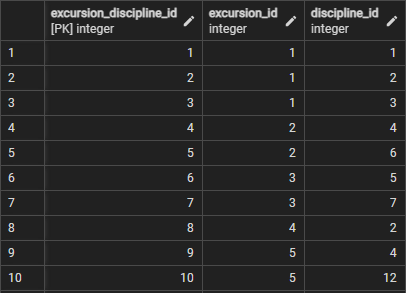 excursion_discipline_id excursion_id discipline_id
[PK] integer integer integer
1 1 1 1
2 2 1 2
3 3 1 3
4 4 2 4
5 5 2 6
6 6 3 5
7 7 3 7
8 8 4 2
9 9 5 4
10 10 5 12